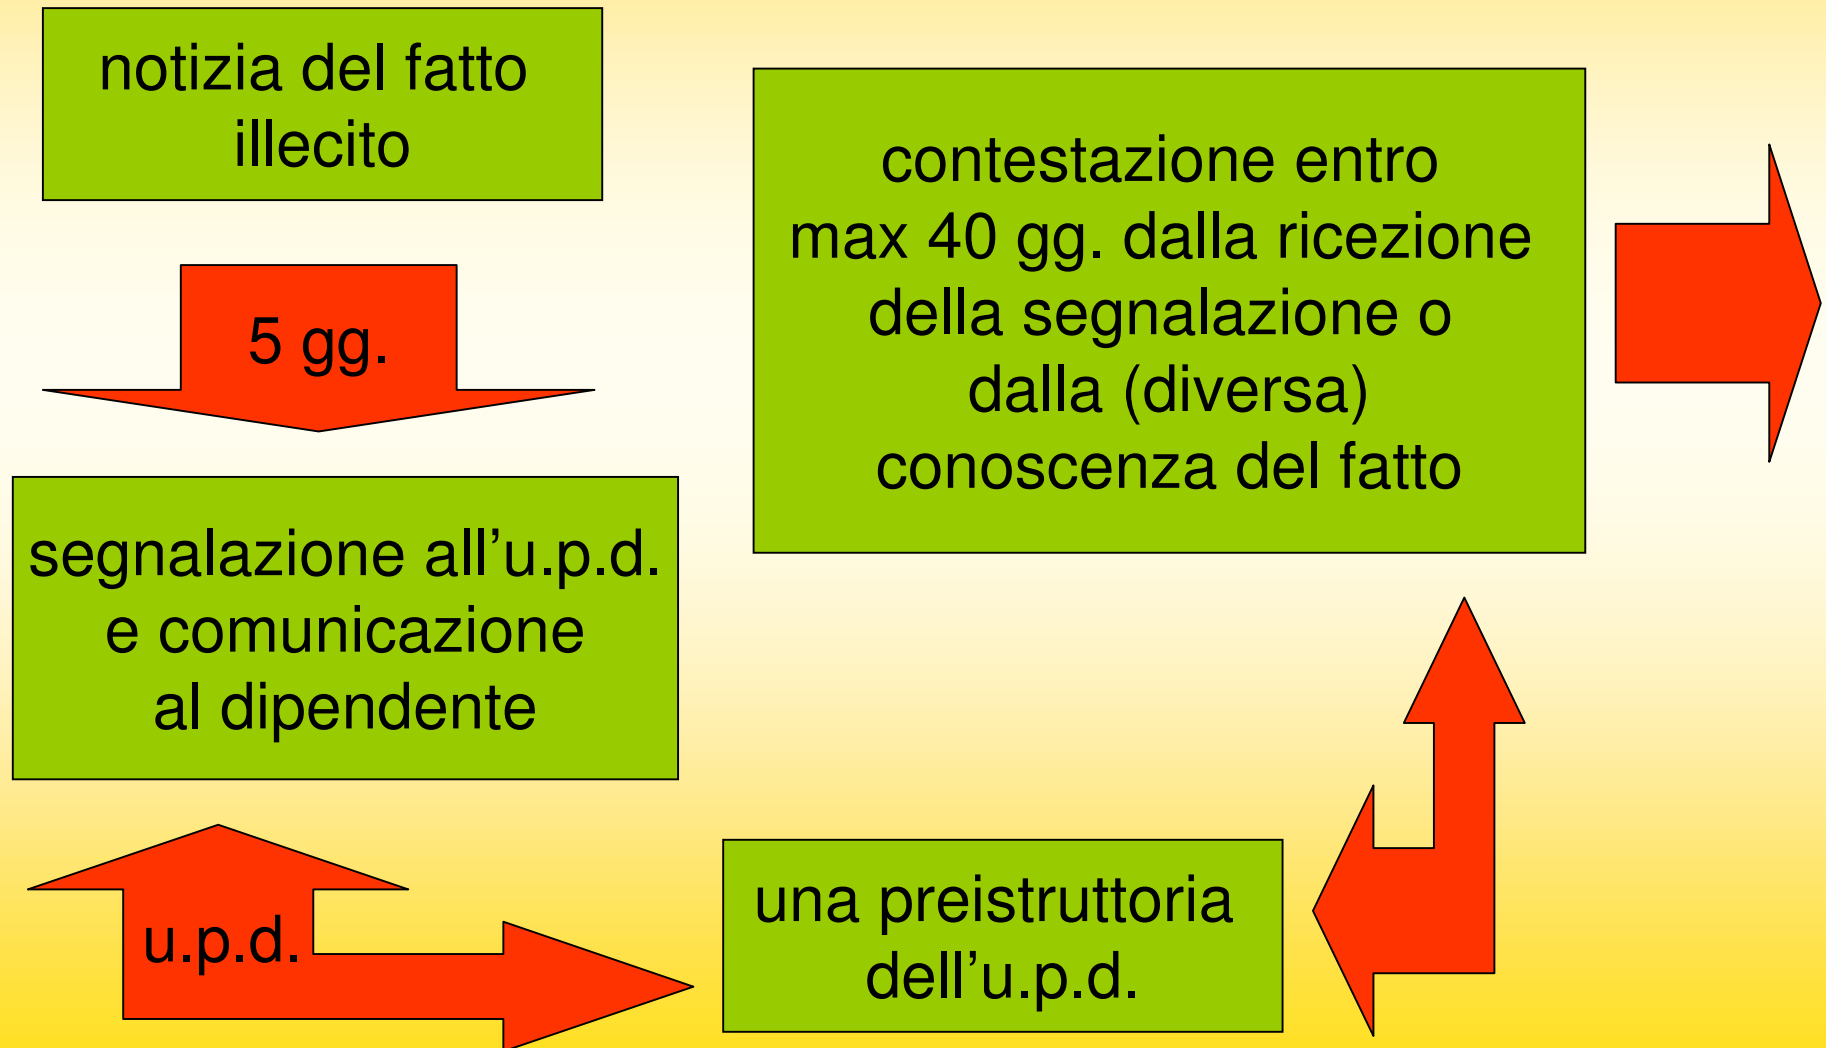 notizia del fatto
illecito
5 gg.
segnalazione all’u.p.d.
e comunicazione
al dipendente
u.p.d.
una preistruttoria
dell’u.p.d.
contestazione entro
max 40 gg. dalla ricezione
della segnalazione o
dalla (diversa)
conoscenza del fatto